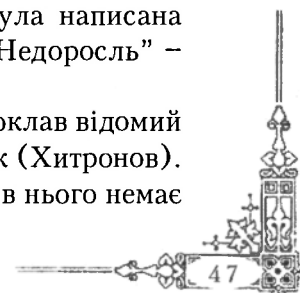 ула написана
Недоросль” –
оклав відомий
к (Хитронов).
в нього немає
47